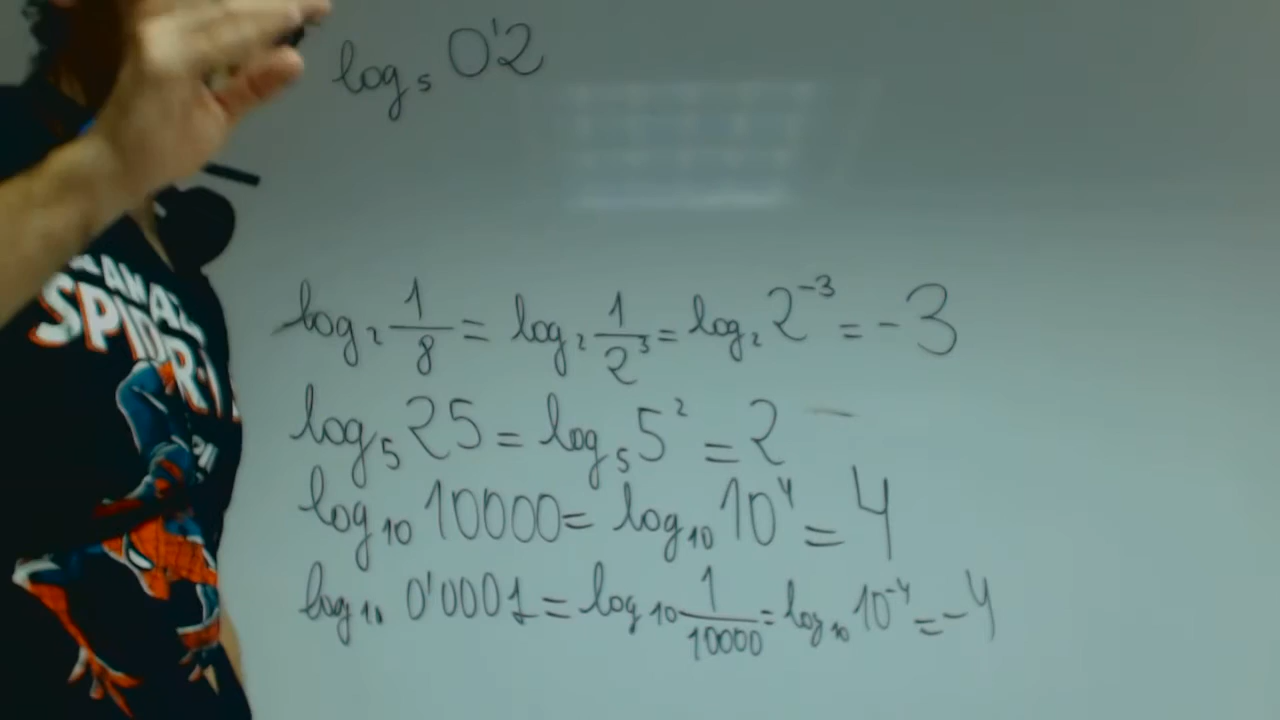 log₅ 0'2
log₂ 1/8 = log₂ 1/2³ = log₂ 2⁻³ = -3
log₅ 25 = log₅ 5² = 2
log₁₀ 10000 = log₁₀ 10⁴ = 4
log₁₀ 0'0001 = log₁₀ 1/10000 = log₁₀ 10⁻⁴ = -4
SPIDER